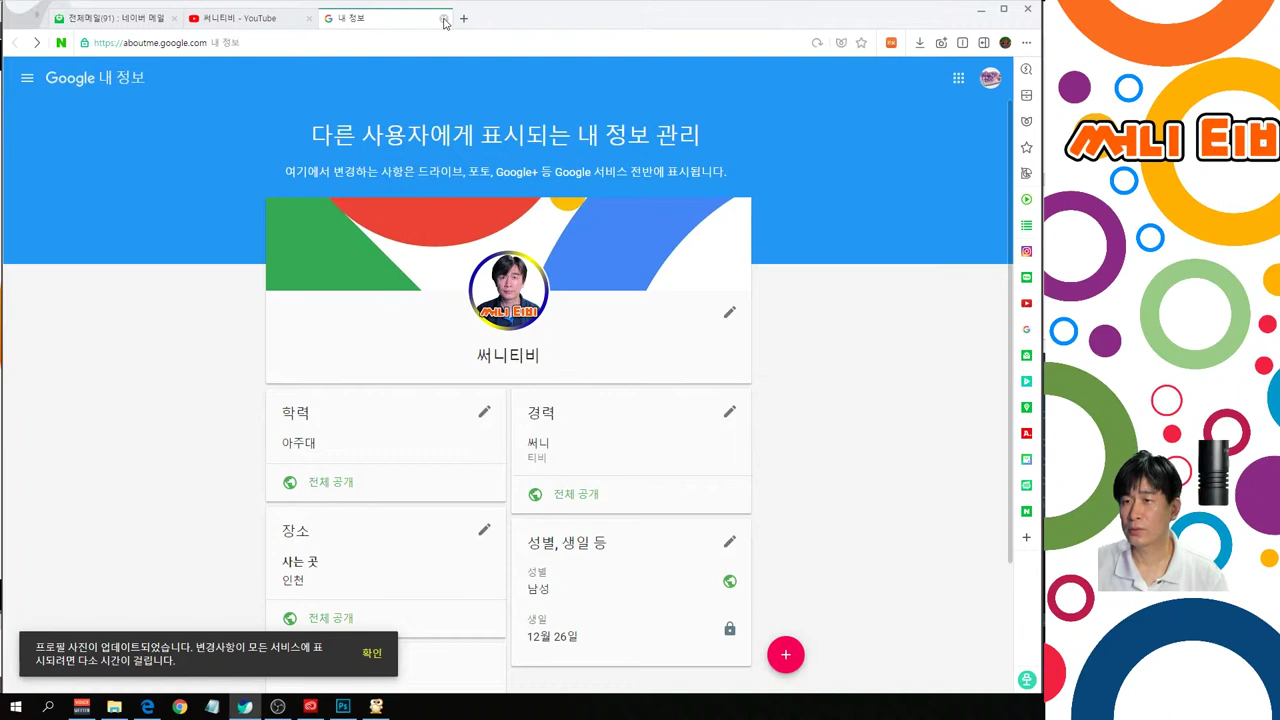 전체메일(91) : 네이버 메일
써니티비 - YouTube
내 정보
https://aboutme.google.com 내 정보
Google 내 정보
다른 사용자에게 표시되는 내 정보 관리
여기에서 변경하는 사항은 드라이브, 포토, Google+ 등 Google 서비스 전반에 표시됩니다.
써니 티비
써니티비
학력
아주대
전체 공개
경력
써니
티비
전체 공개
장소
사는 곳
인천
전체 공개
성별, 생일 등
성별
남성
생일
12월 26일
프로필 사진이 업데이트되었습니다. 변경사항이 모든 서비스에 표
시되려면 다소 시간이 걸립니다.
확인
써니 티비